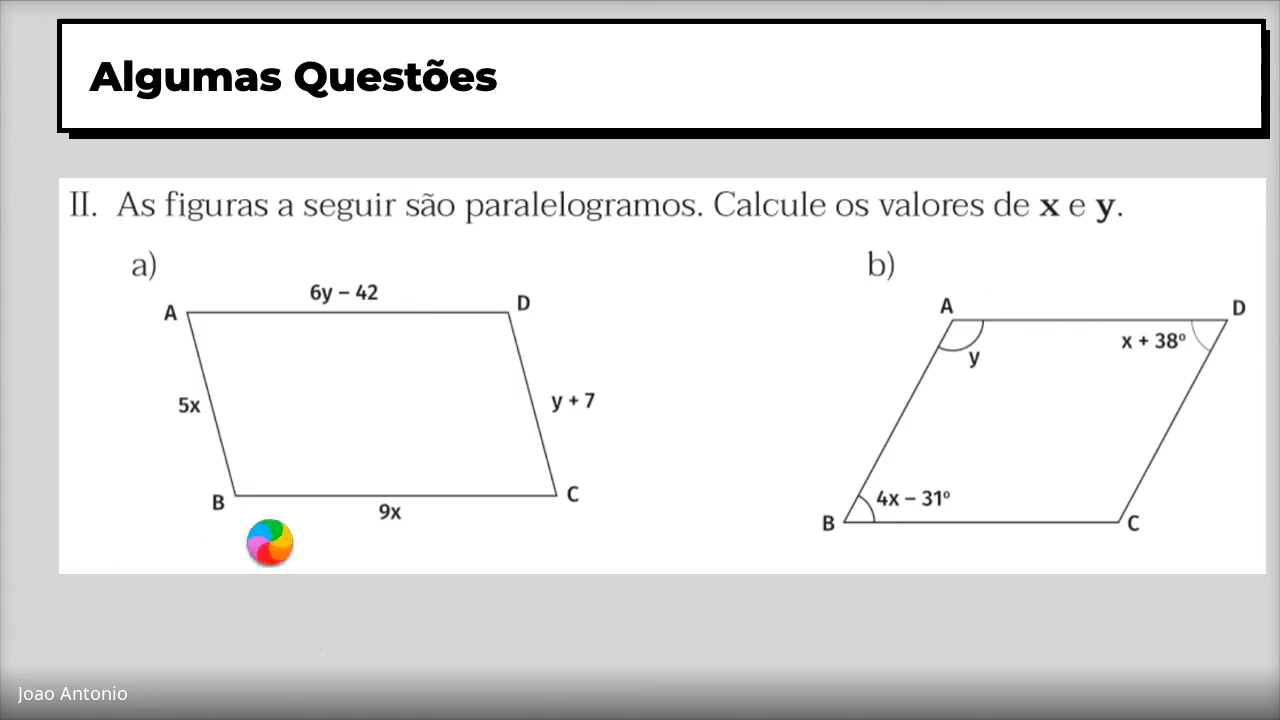 Algumas Questões
II. As figuras a seguir são paralelogramos. Calcule os valores de x e y.
a)
6y – 42
A
D
5x
y + 7
B
C
9x
b)
A
D
x + 38º
y
4x – 31º
B
C
Joao Antonio